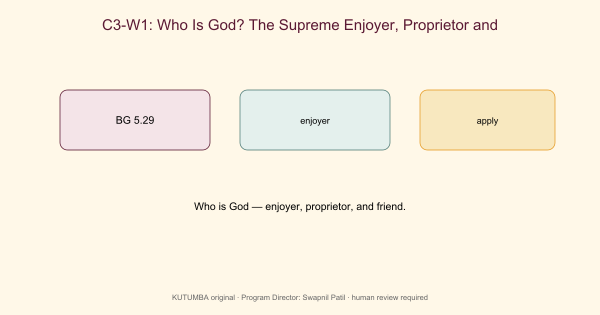 C3-W1: Who Is God? The Supreme Enjoyer, Proprietor and
BG 5.29
enjoyer
apply
Who is God — enjoyer, proprietor, and friend.
KUTUMBA original · Program Director: Swapnil Patil · human review required